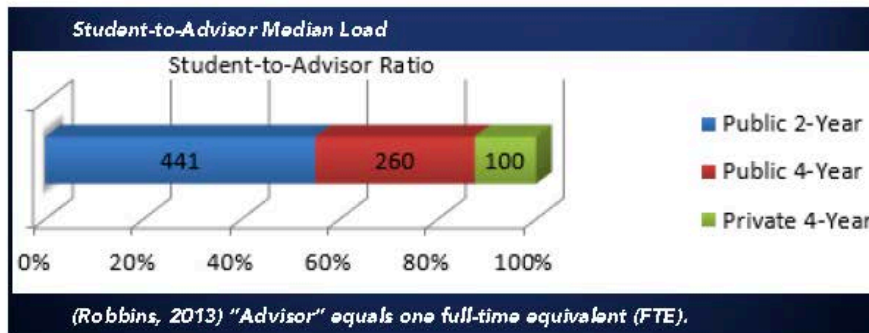 Student-to-Advisor Median Load
Student-to-Advisor Ratio
441 260 100
Public 2-Year
Public 4-Year
Private 4-Year
0% 20% 40% 60% 80% 100%
(Robbins, 2013) "Advisor" equals one full-time equivalent (FTE).